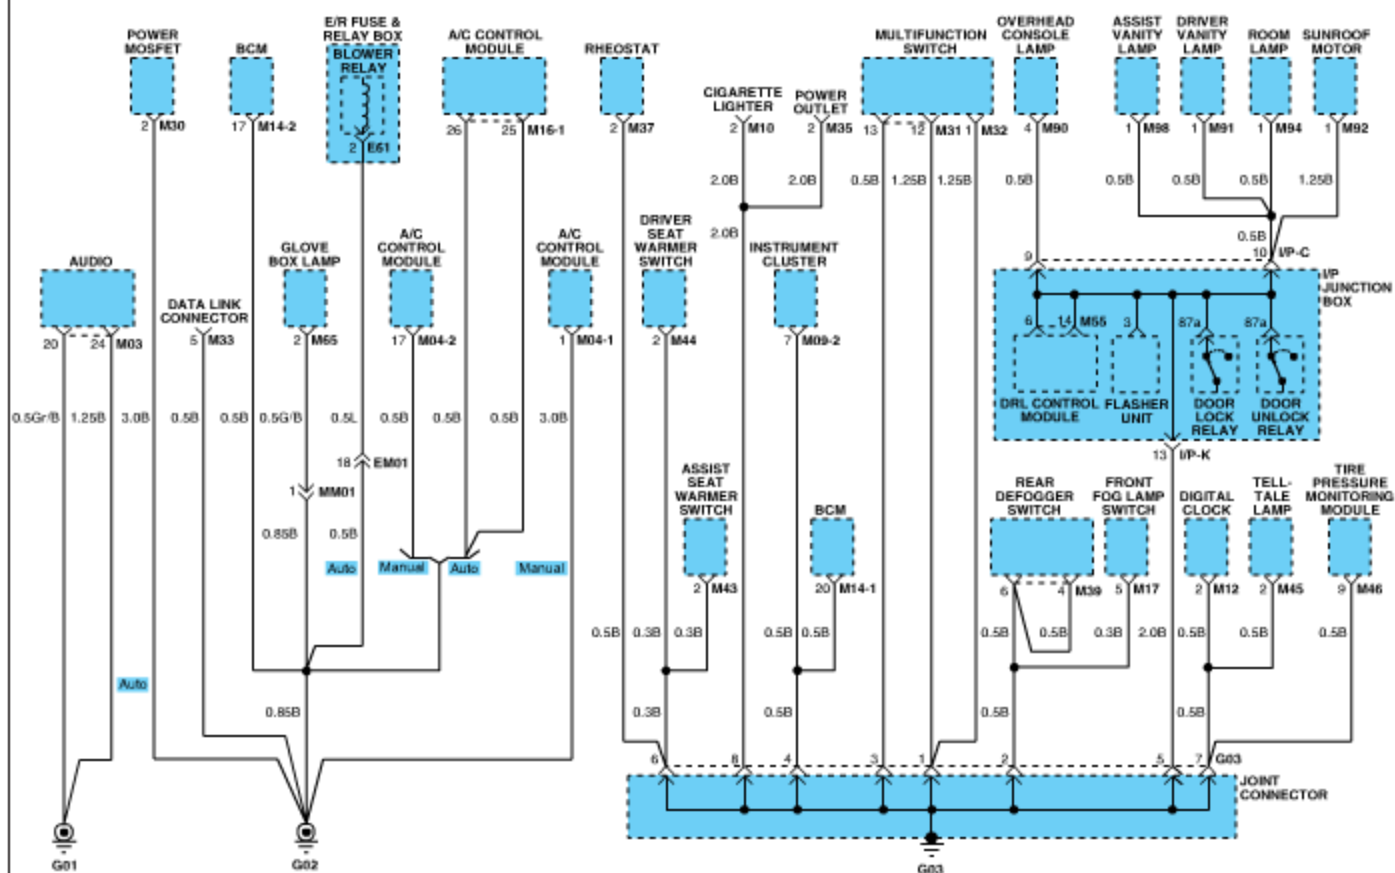 POWER
MOSFET
2 M30
BCM
17 M14-2
E/R FUSE &
RELAY BOX
BLOWER
RELAY
2 E61
A/C CONTROL
MODULE
26 25 M16-1
RHEOSTAT
2 M37
CIGARETTE
LIGHTER
2 M10
POWER
OUTLET
2 M35
MULTIFUNCTION
SWITCH
13 12 M31 1 M32
OVERHEAD
CONSOLE
LAMP
4 M90
ASSIST
VANITY
LAMP
1 M98
DRIVER
VANITY
LAMP
1 M91
ROOM
LAMP
1 M94
SUNROOF
MOTOR
1 M92
2.0B 2.0B 0.5B 1.25B 1.25B 0.5B 0.5B 0.5B 0.5B 1.25B
2.0B
0.5B
9 10 I/P-C
AUDIO
20 24 M03
DATA LINK
CONNECTOR
5 M33
GLOVE
BOX LAMP
2 M65
A/C
CONTROL
MODULE
17 M04-2
A/C
CONTROL
MODULE
1 M04-1
DRIVER
SEAT
WARMER
SWITCH
2 M44
INSTRUMENT
CLUSTER
7 M09-2
I/P
JUNCTION
BOX
6 14 M55 3 87a 87a
DRL CONTROL
MODULE
FLASHER
UNIT
DOOR
LOCK
RELAY
DOOR
UNLOCK
RELAY
13 I/P-K
0.5Gr/B 1.25B 3.0B 0.5B 0.5B 0.5G/B 0.5L 0.5B 0.5B 3.0B
18 EM01
1 MM01
0.85B 0.5B
Auto Manual Auto Manual
ASSIST
SEAT
WARMER
SWITCH
2 M43
BCM
20 M14-1
REAR
DEFOGGER
SWITCH
6 4 M39
FRONT
FOG LAMP
SWITCH
5 M17
DIGITAL
CLOCK
2 M12
TELL-
TALE
LAMP
2 M45
TIRE
PRESSURE
MONITORING
MODULE
9 M46
0.5B 0.3B 0.3B 0.5B 0.5B 0.5B 0.5B 0.3B 2.0B 0.5B 0.5B 0.5B
Auto
0.85B 0.3B 0.5B 0.5B 0.5B
6 8 4 3 1 2 5 7 G03
JOINT
CONNECTOR
G01 G02 G03